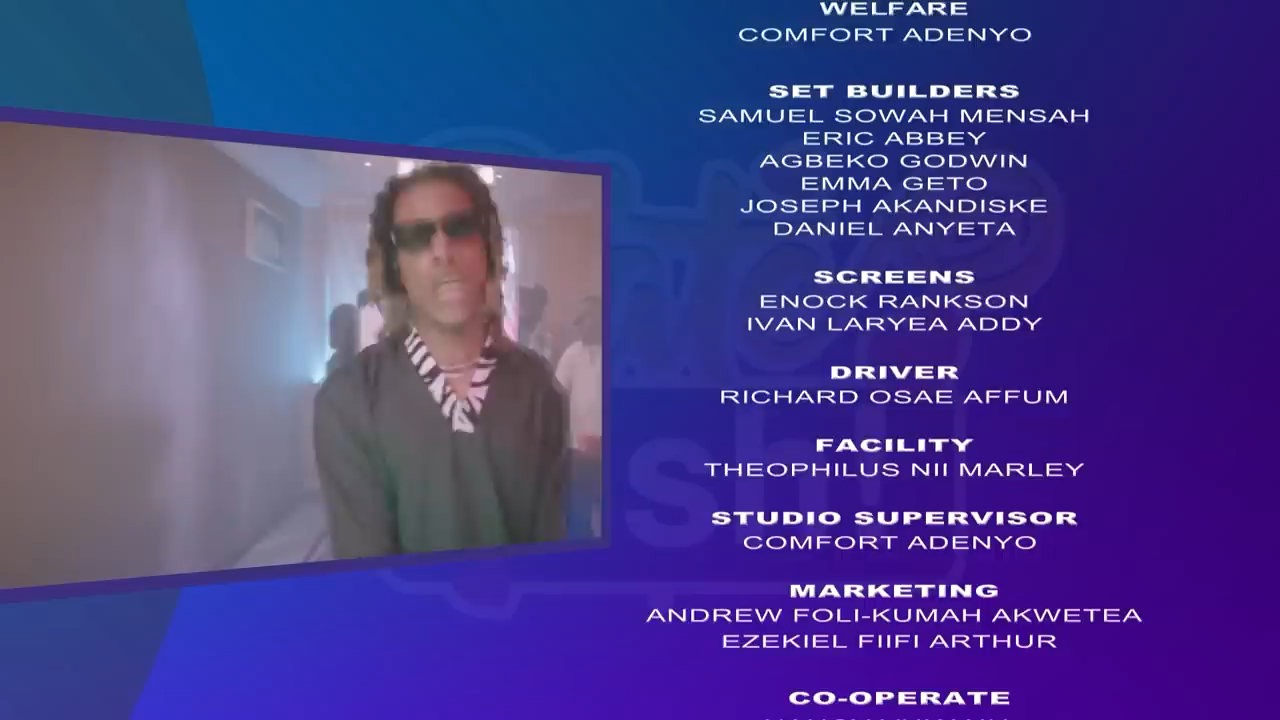 WELFARE
COMFORT ADENYO
SET BUILDERS
SAMUEL SOWAH MENSAH
ERIC ABBEY
AGBEKO GODWIN
EMMA GETO
JOSEPH AKANDISKE
DANIEL ANYETA
SCREENS
ENOCK RANKSON
IVAN LARYEA ADDY
DRIVER
RICHARD OSAE AFFUM
FACILITY
THEOPHILUS NII MARLEY
STUDIO SUPERVISOR
COMFORT ADENYO
MARKETING
ANDREW FOLI-KUMAH AKWETEA
EZEKIEL FIIFI ARTHUR
CO-OPERATE